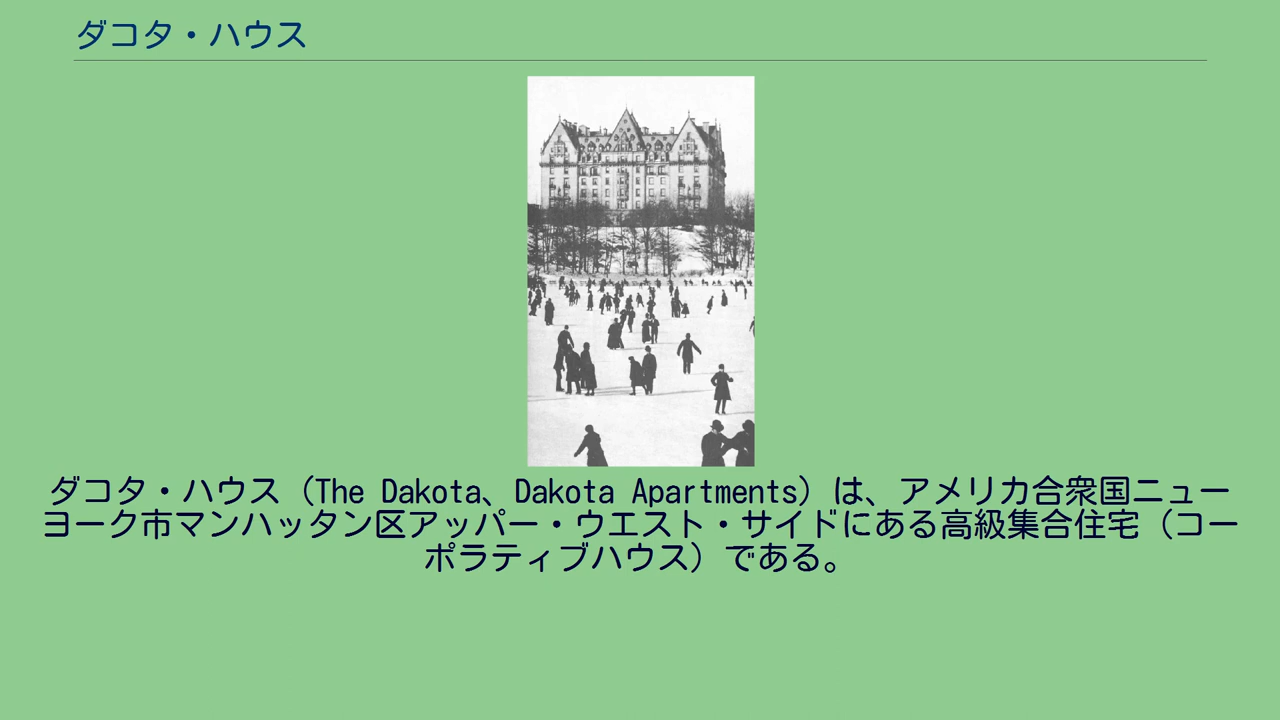 ダコタ・ハウス
ダコタ・ハウス（The Dakota、Dakota Apartments）は、アメリカ合衆国ニュー
ヨーク市マンハッタン区アッパー・ウエスト・サイドにある高級集合住宅（コー
ポラティブハウス）である。